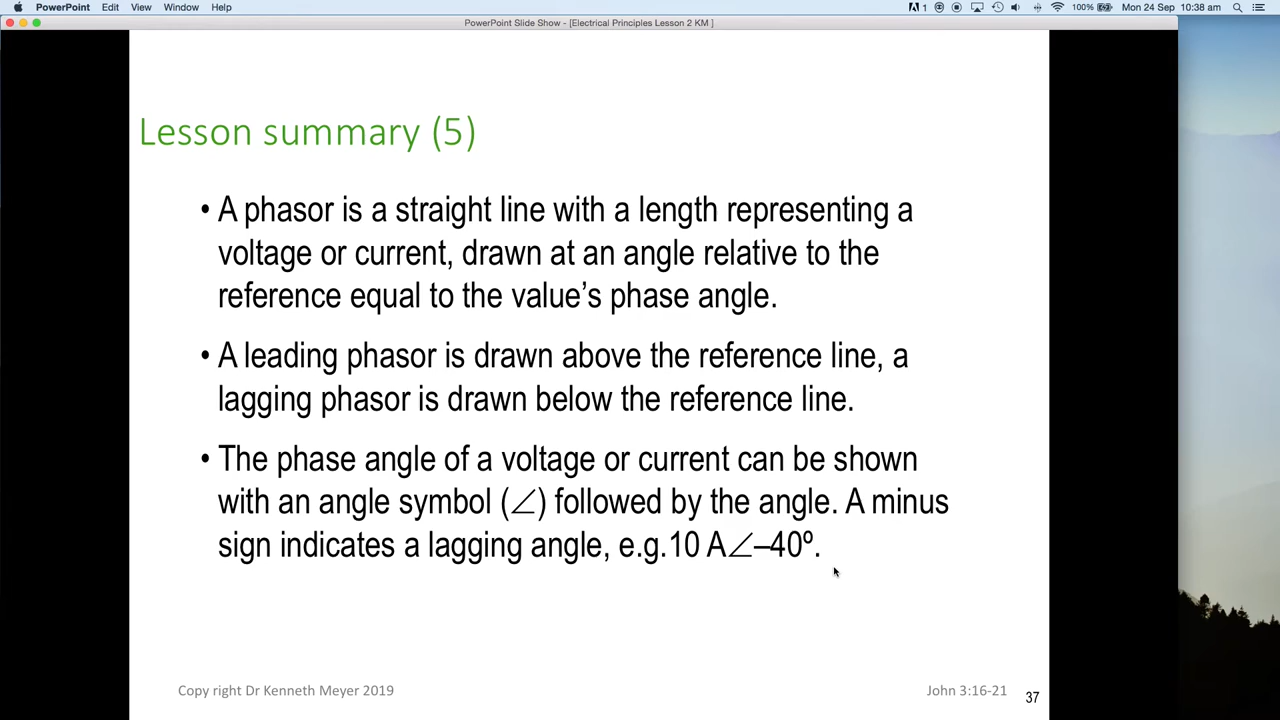 PowerPoint Edit View Window Help
1 100% Mon 24 Sep 10:38 am
PowerPoint Slide Show - [Electrical Principles Lesson 2 KM ]
Lesson summary (5)
• A phasor is a straight line with a length representing a
voltage or current, drawn at an angle relative to the
reference equal to the value’s phase angle.
• A leading phasor is drawn above the reference line, a
lagging phasor is drawn below the reference line.
• The phase angle of a voltage or current can be shown
with an angle symbol (∠) followed by the angle. A minus
sign indicates a lagging angle, e.g.10 A∠–40º.
Copy right Dr Kenneth Meyer 2019
John 3:16-21
37